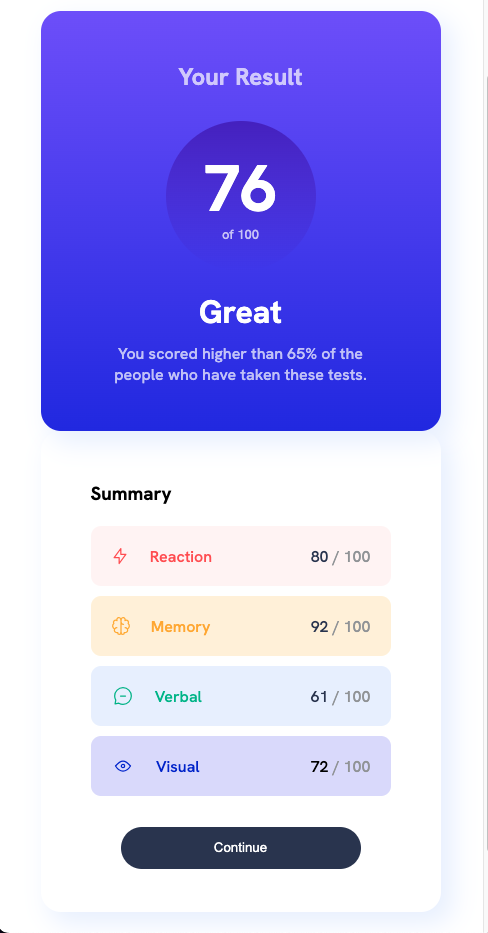 Your Result
76
of 100
Great
You scored higher than 65% of the
people who have taken these tests.
Summary
Reaction 80 / 100
Memory 92 / 100
Verbal 61 / 100
Visual 72 / 100
Continue